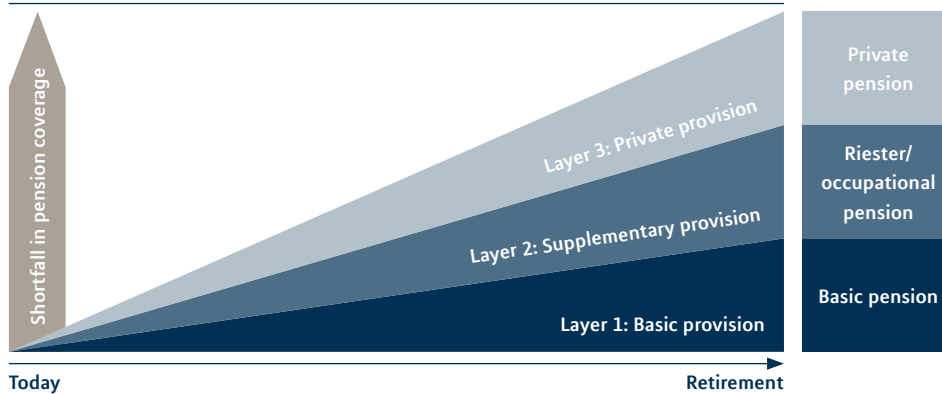 Shortfall in pension coverage
Layer 3: Private provision
Layer 2: Supplementary provision
Layer 1: Basic provision
Private
pension
Riester/
occupational
pension
Basic pension
Today
Retirement